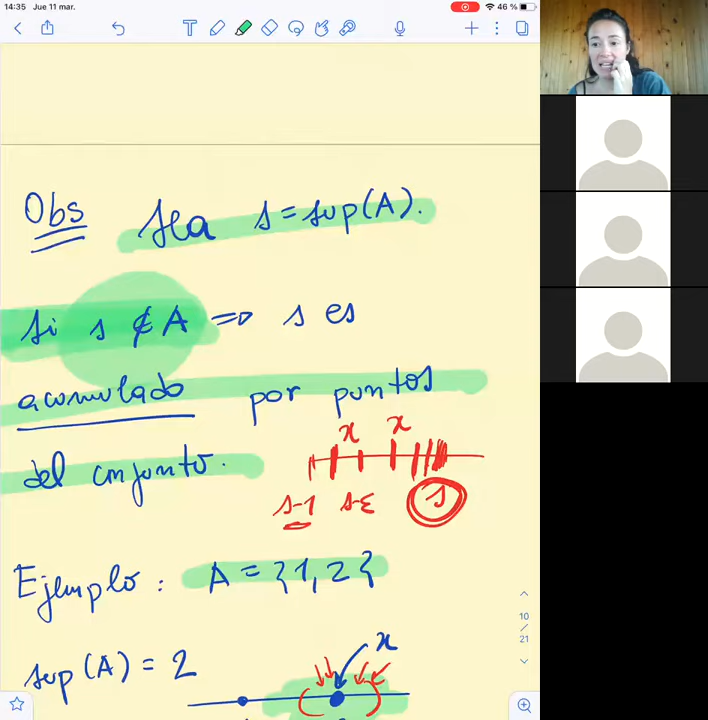 14:35 Jue 11 mar.
46 %
Obs Sea s = sup(A).
Si s ∉ A ⇒ s es
acumulado por puntos
del conjunto.
x x
s-1 s-ε s
Ejemplo: A = {1, 2}
10
/
21
x
sup(A) = 2